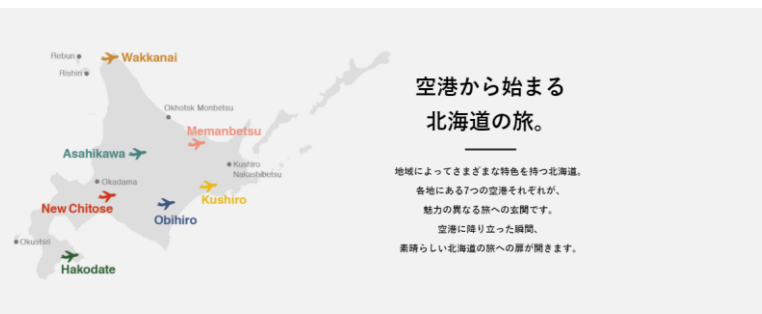 Rebun
Wakkanai
Rishiri
Okhotsk Monbetsu
Memanbetsu
Asahikawa
Kushiro
Nakashibetsu
Okadama
Kushiro
New Chitose
Obihiro
Okushiri
Hakodate
空港から始まる
北海道の旅。
地域によってさまざまな特色を持つ北海道。
各地にある7つの空港それぞれが、
魅力の異なる旅への玄関です。
空港に降り立った瞬間、
素晴らしい北海道の旅への扉が開きます。